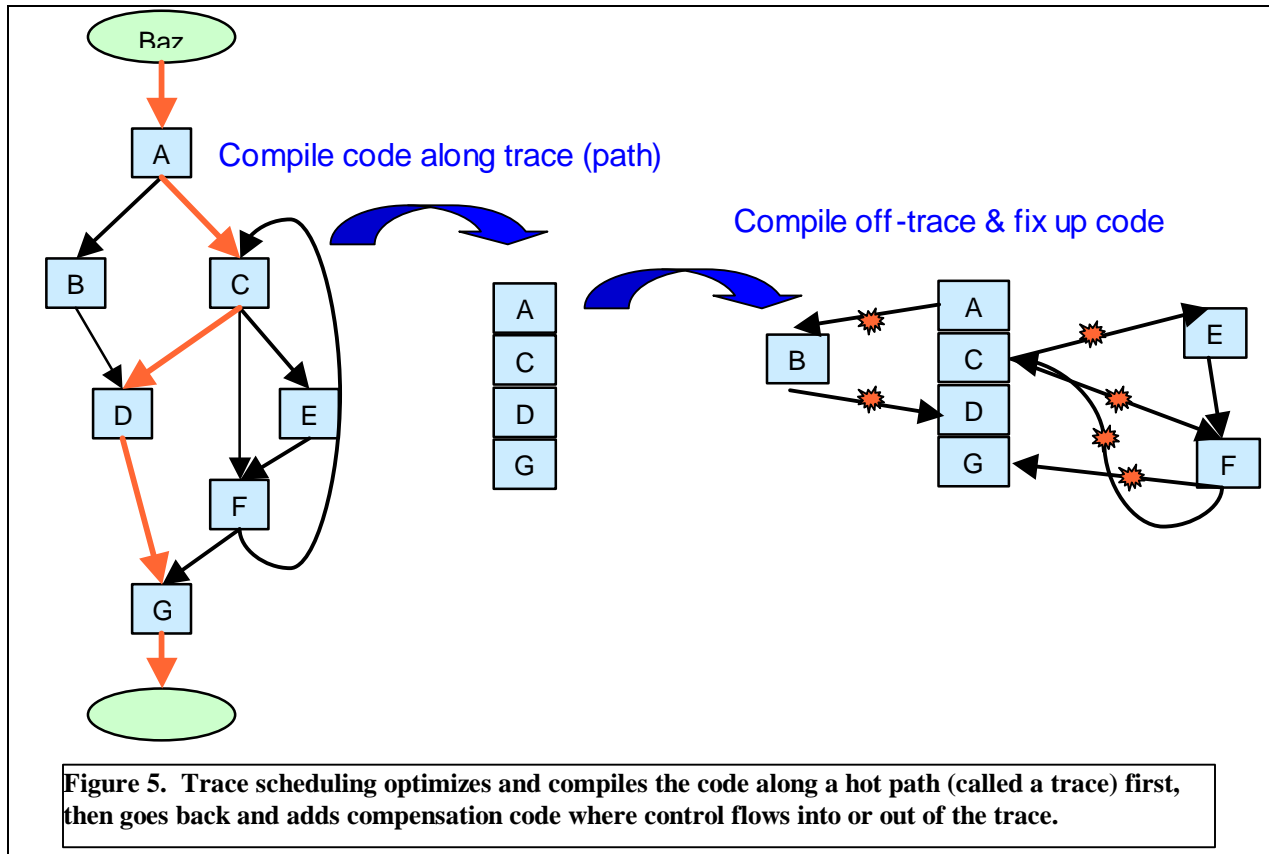 Baz
A
Compile code along trace (path)
Compile off-trace & fix up code
B
C
D
E
F
G
A
C
D
G
A
B
C
D
G
E
F
Figure 5. Trace scheduling optimizes and compiles the code along a hot path (called a trace) first,
then goes back and adds compensation code where control flows into or out of the trace.